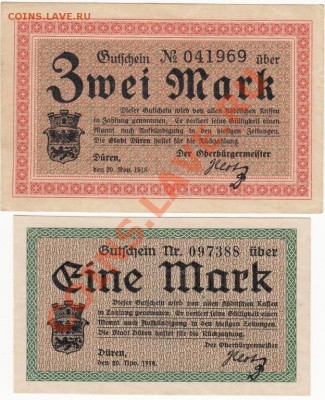 COINS.LAVE.RU
Gutschein № 041969 über
Zwei Mark
Dieser Gutschein wird von allen städtischen Kassen
in Zahlung genommen. Er verliert seine Gültigkeit einen
Monat nach Aufkündigung in den hiesigen Zeitungen.
Die Stadt Düren haftet für die Rückzahlung.
Düren,
den 20. Nov. 1918.
Der Oberbürgermeister
COINS.LAVE.RU
Gutschein Nr. 097388 über
Eine Mark
Dieser Gutschein wird von allen städtischen Kassen
in Zahlung genommen. Er verliert seine Gültigkeit einen
Monat nach Aufkündigung in den hiesigen Zeitungen.
Die Stadt Düren haftet für die Rückzahlung.
Düren,
den 20. Nov. 1918.
Der Oberbürgermeister